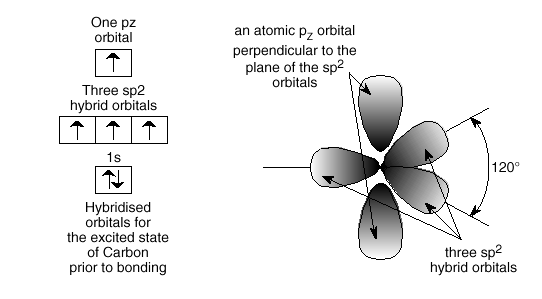 One pz
orbital
Three sp2
hybrid orbitals
1s
Hybridised
orbitals for
the excited state
of Carbon
prior to bonding
an atomic pz orbital
perpendicular to the
plane of the sp2
orbitals
120°
three sp2
hybrid orbitals